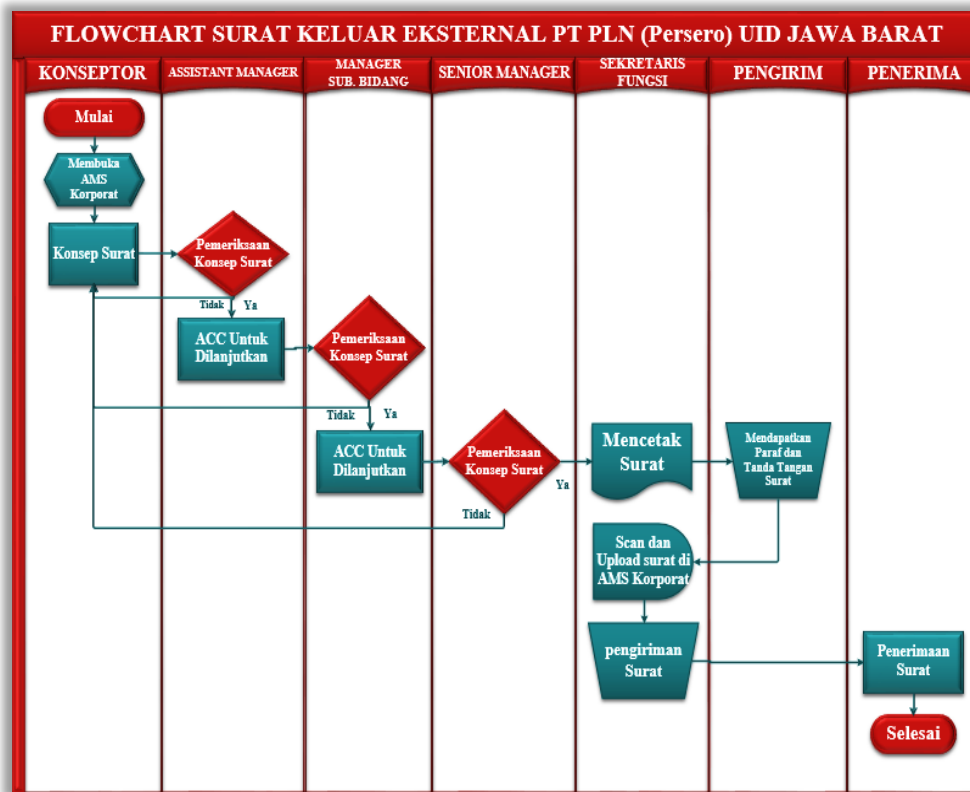 FLOWCHART SURAT KELUAR EKSTERNAL PT PLN (Persero) UID JAWA BARAT
KONSEPTOR
ASSISTANT MANAGER
MANAGER
SUB. BIDANG
SENIOR MANAGER
SEKRETARIS
FUNGSI
PENGIRIM
PENERIMA
Mulai
Membuka
AMS
Korporat
Konsep Surat
Pemeriksaan
Konsep Surat
Tidak
Ya
ACC Untuk
Dilanjutkan
Pemeriksaan
Konsep Surat
Tidak
Ya
ACC Untuk
Dilanjutkan
Pemeriksaan
Konsep Surat
Ya
Tidak
Mencetak
Surat
Mendapatkan
Paraf dan
Tanda Tangan
Surat
Scan dan
Upload surat di
AMS Korporat
pengiriman
Surat
Penerimaan
Surat
Selesai